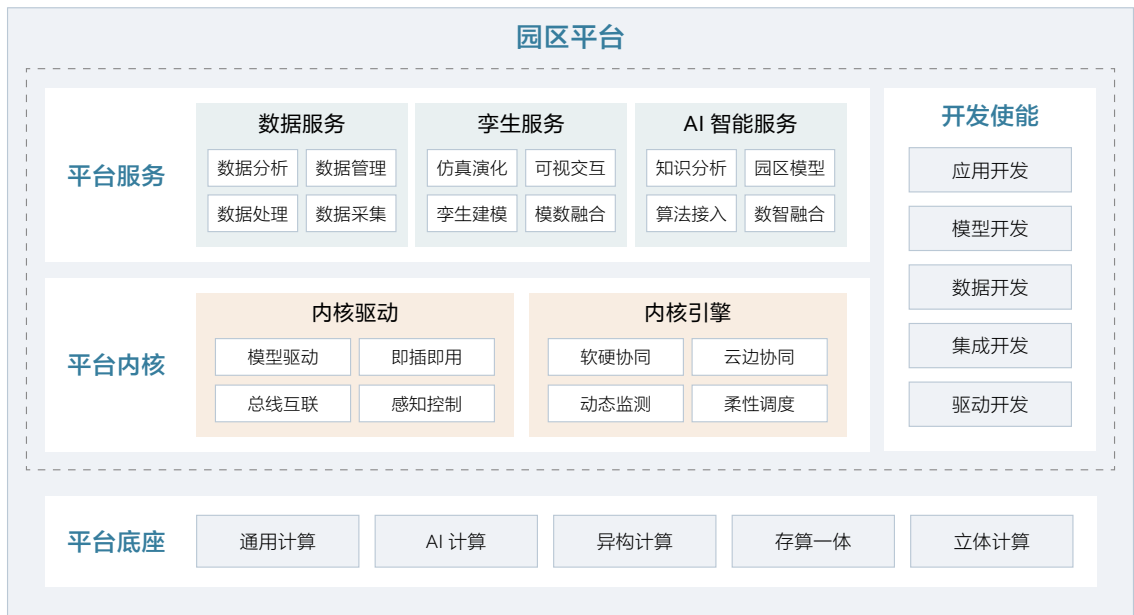 园区平台
平台服务
数据服务
数据分析 数据管理
数据处理 数据采集
孪生服务
仿真演化 可视交互
孪生建模 模数融合
AI 智能服务
知识分析 园区模型
算法接入 数智融合
平台内核
内核驱动
模型驱动 即插即用
总线互联 感知控制
内核引擎
软硬协同 云边协同
动态监测 柔性调度
开发使能
应用开发
模型开发
数据开发
集成开发
驱动开发
平台底座
通用计算 AI 计算 异构计算 存算一体 立体计算